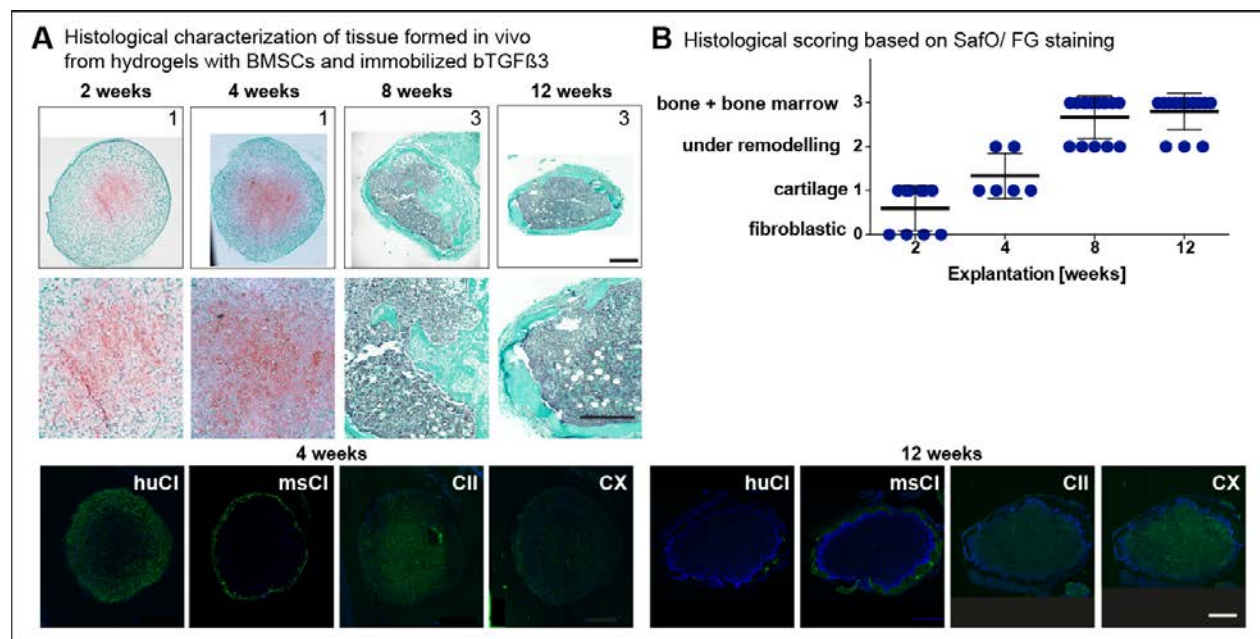 A Histological characterization of tissue formed in vivo
from hydrogels with BMSCs and immobilized bTGFß3
2 weeks 4 weeks 8 weeks 12 weeks
1 1 3 3
4 weeks
huCI msCI CII CX
B Histological scoring based on SafO/ FG staining
bone + bone marrow 3
under remodelling 2
cartilage 1
fibroblastic 0
2 4 8 12
Explantation [weeks]
12 weeks
huCI msCI CII CX